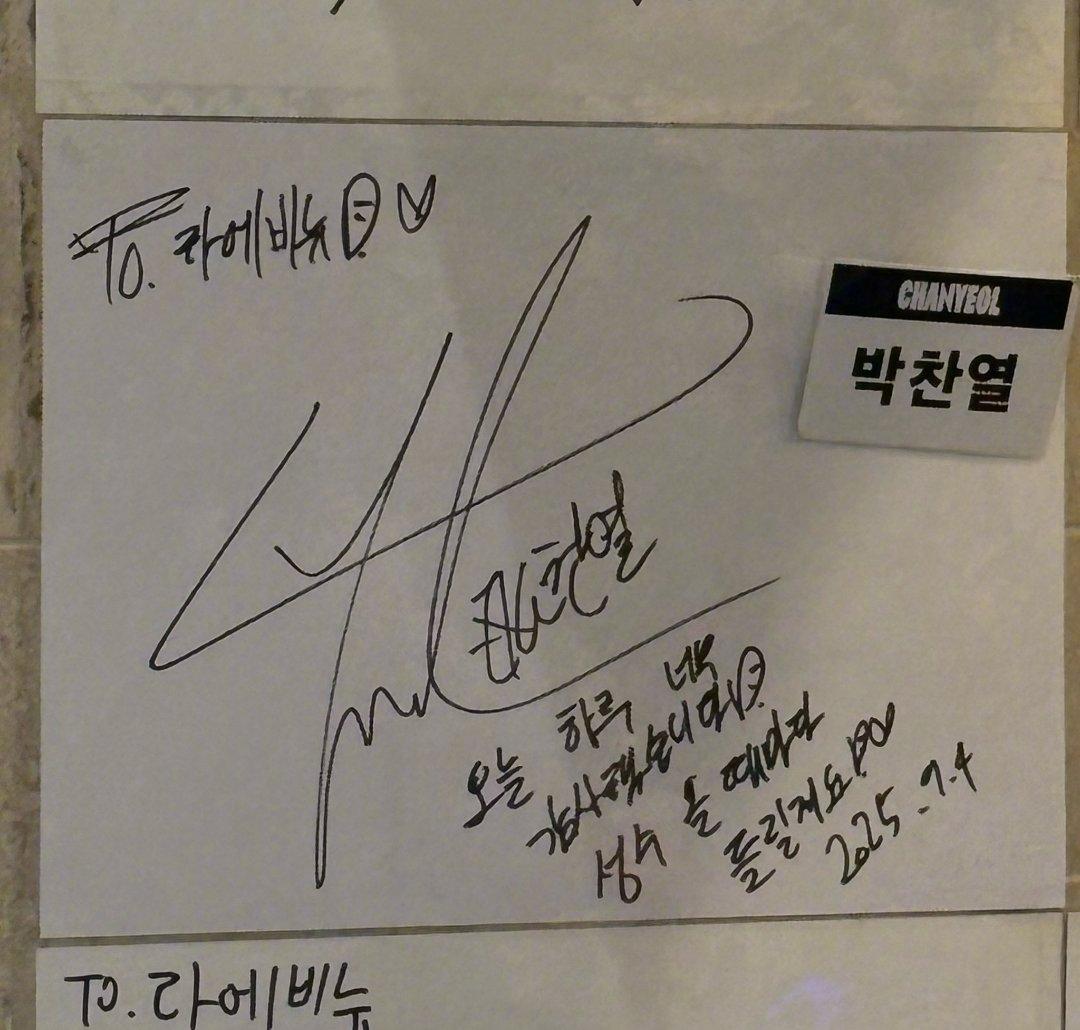 To. 라에비뉴!
CHANYEOL
박찬열
박찬열
오늘 하루 너무
감사했습니다!
성수 올 때마다
들릴게요!
2025.7.4
To. 라에비뉴